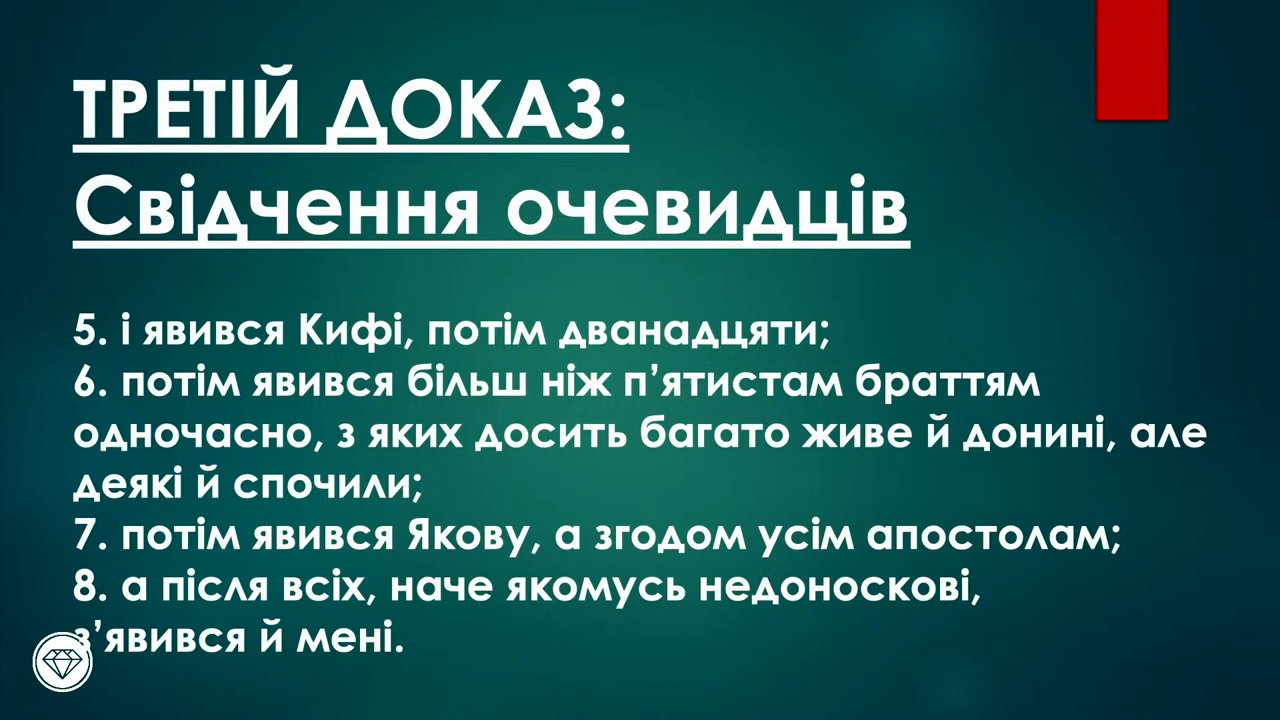 ТРЕТІЙ ДОКАЗ:
Свідчення очевидців
5. і явився Кифі, потім дванадцяти;
6. потім явився більш ніж п’ятистам браттям
одночасно, з яких досить багато живе й донині, але
деякі й спочили;
7. потім явився Якову, а згодом усім апостолам;
8. а після всіх, наче якомусь недоноскові,
з’явився й мені.